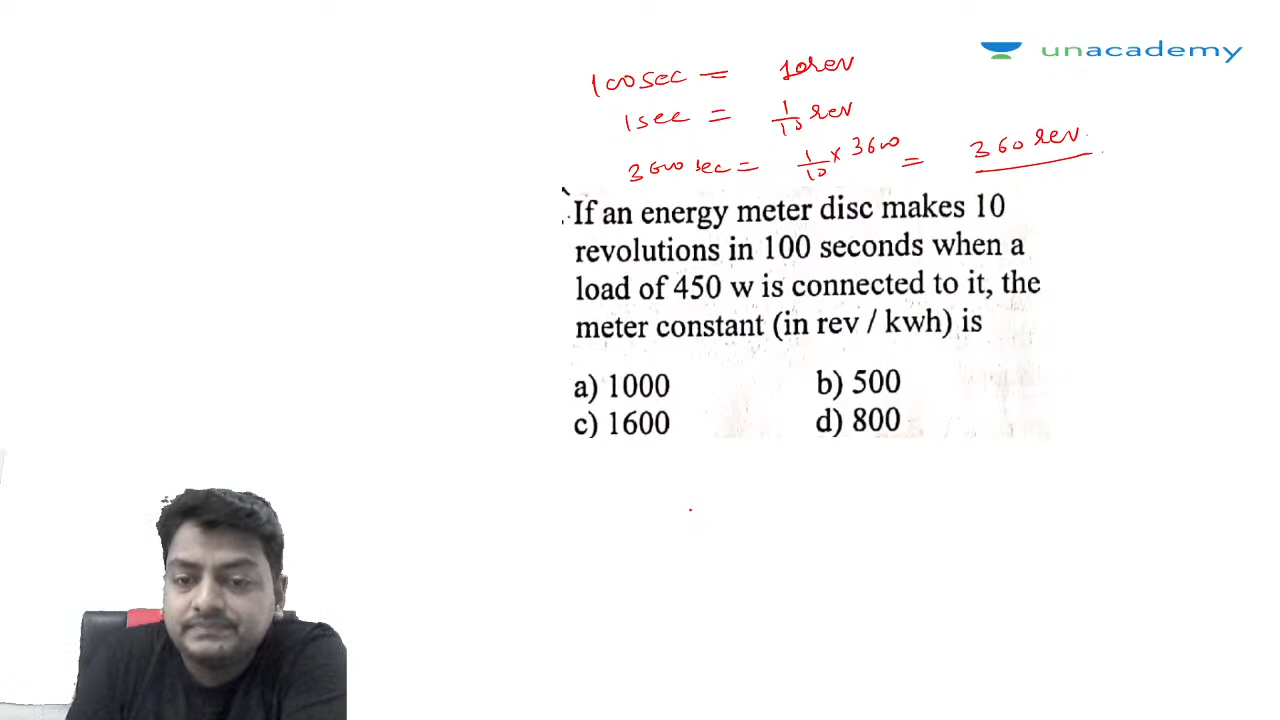 unacademy
100sec = 10rev
1sec = 1/10 rev
3600 sec = 1/10 × 3600 = 360 rev.
If an energy meter disc makes 10
revolutions in 100 seconds when a
load of 450 w is connected to it, the
meter constant (in rev / kwh) is
a) 1000 b) 500
c) 1600 d) 800